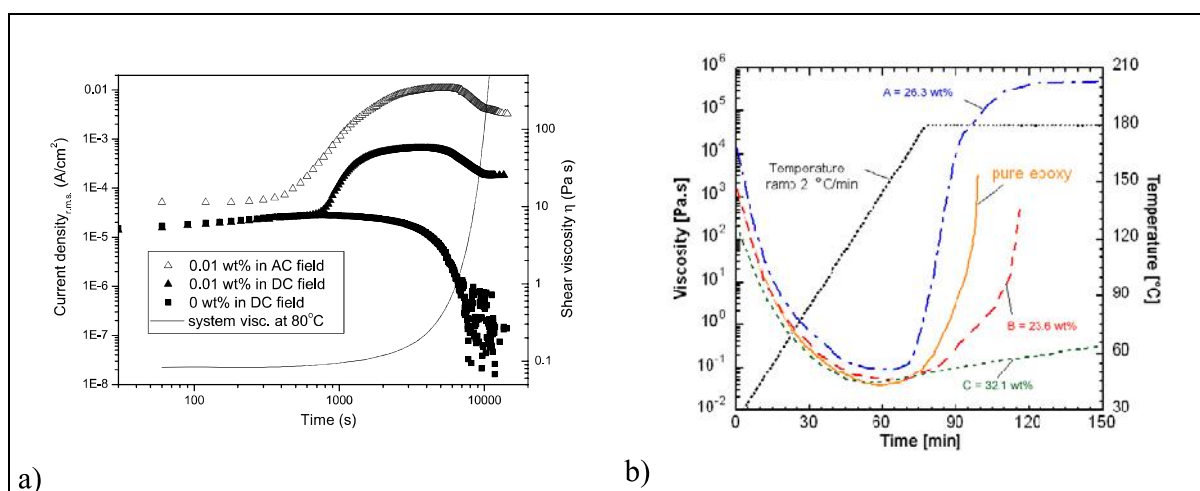 0.01
1E-3
1E-4
1E-5
1E-6
1E-7
1E-8
Current density r.m.s. (A/cm²)
0.01 wt% in AC field
0.01 wt% in DC field
0 wt% in DC field
system visc. at 80°C
100
10
1
0.1
Shear viscosity η (Pa s)
100
1000
10000
Time (s)
a)
10⁶
10⁵
10⁴
10³
10²
10¹
10⁰
10⁻¹
10⁻²
Viscosity [Pa.s]
A = 26.3 wt%
Temperature
ramp 2 °C/min
pure epoxy
B = 23.6 wt%
C = 32.1 wt%
210
180
150
120
90
60
30
Temperature [°C]
0
30
60
90
120
150
Time [min]
b)